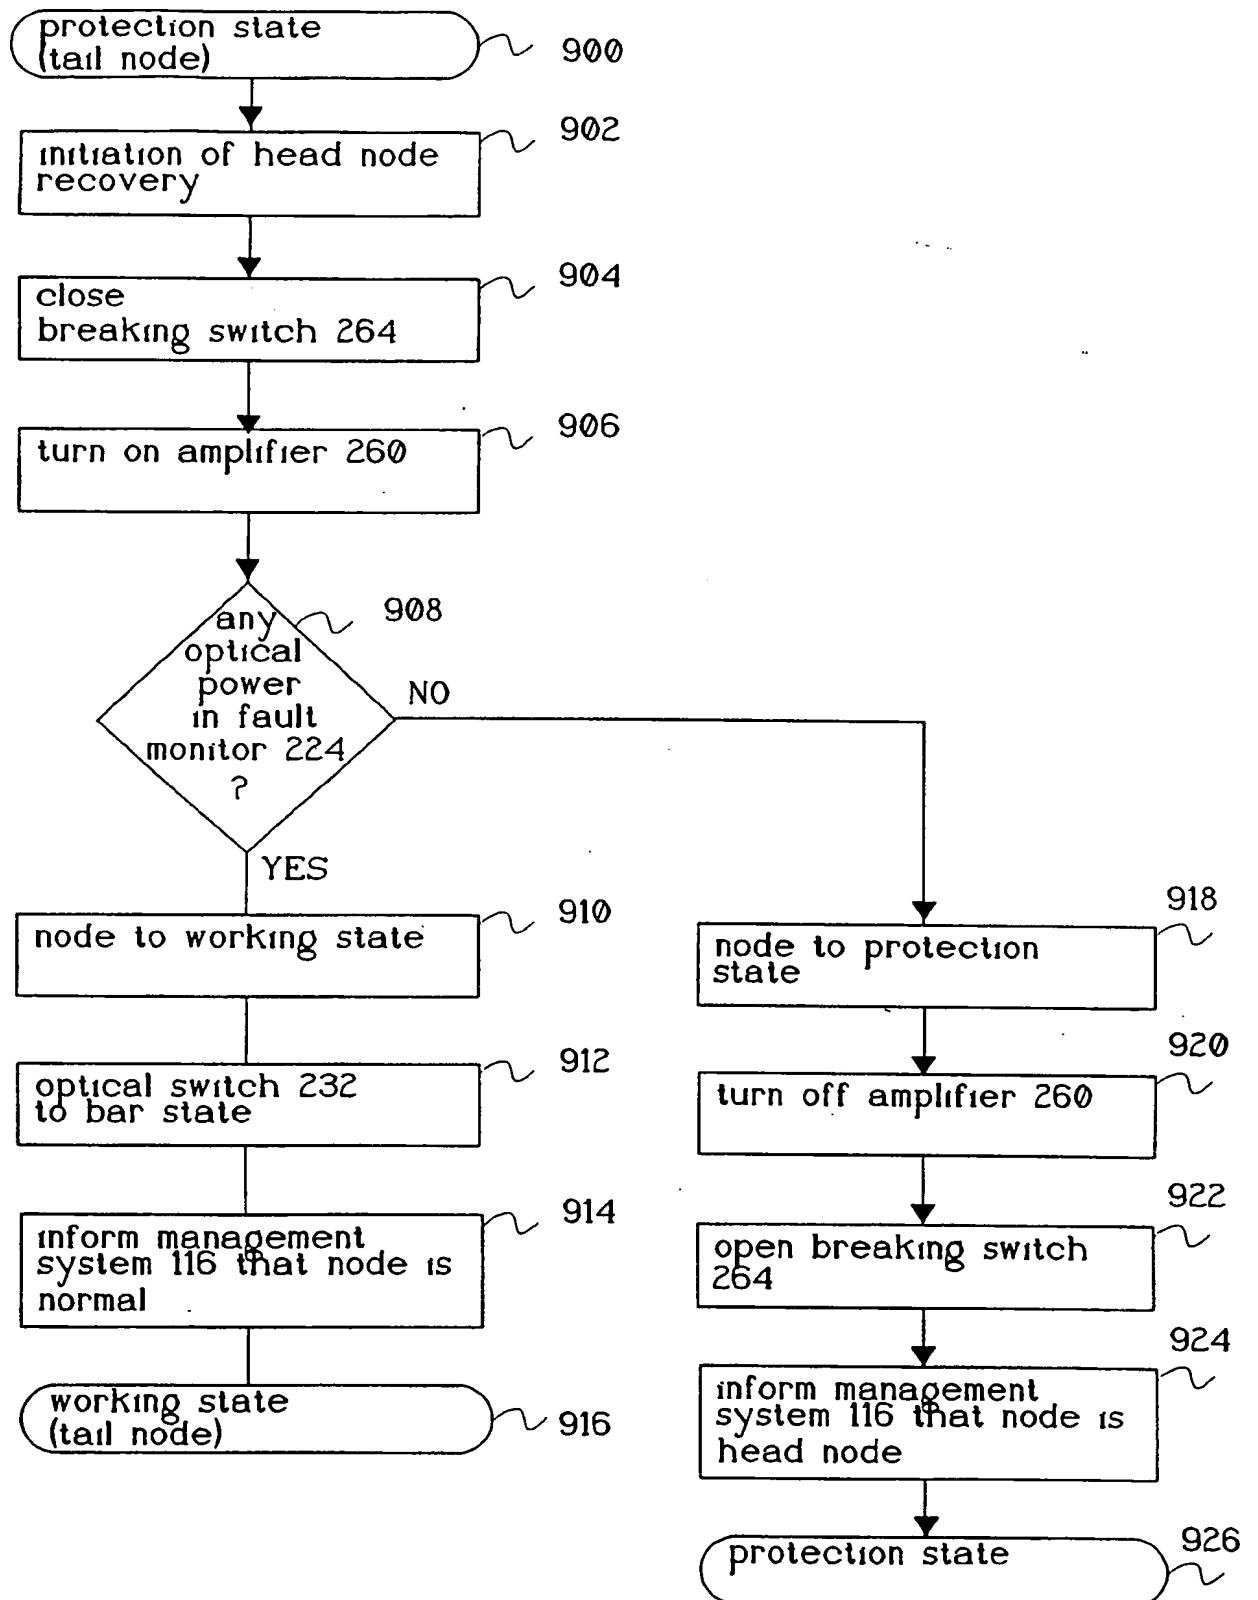 protection state
(tail node)
900
902
initiation of head node
recovery
904
close
breaking switch 264
906
turn on amplifier 260
908
any
optical
power
in fault
monitor 224
?
NO
YES
910
node to working state
912
optical switch 232
to bar state
914
inform management
system 116 that node is
normal
working state
(tail node)
916
918
node to protection
state
920
turn off amplifier 260
922
open breaking switch
264
924
inform management
system 116 that node is
head node
926
protection state